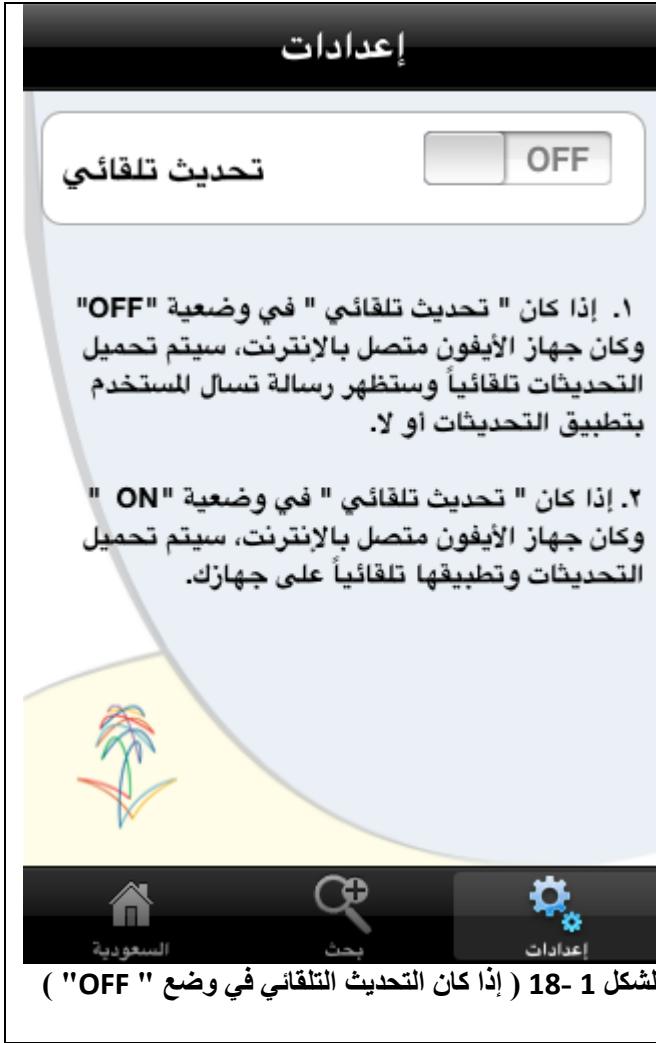 إعدادات
تحديث تلقائي OFF
١. إذا كان " تحديث تلقائي " في وضعية "OFF"
وكان جهاز الأيفون متصل بالإنترنت، سيتم تحميل
التحديثات تلقائياً وستظهر رسالة تسأل المستخدم
بتطبيق التحديثات أو لا.
٢. إذا كان " تحديث تلقائي " في وضعية "ON "
وكان جهاز الأيفون متصل بالإنترنت، سيتم تحميل
التحديثات وتطبيقها تلقائياً على جهازك.
إعدادات بحث السعودية
لشكل 1 -18 ( إذا كان التحديث التلقائي في وضع " OFF" )